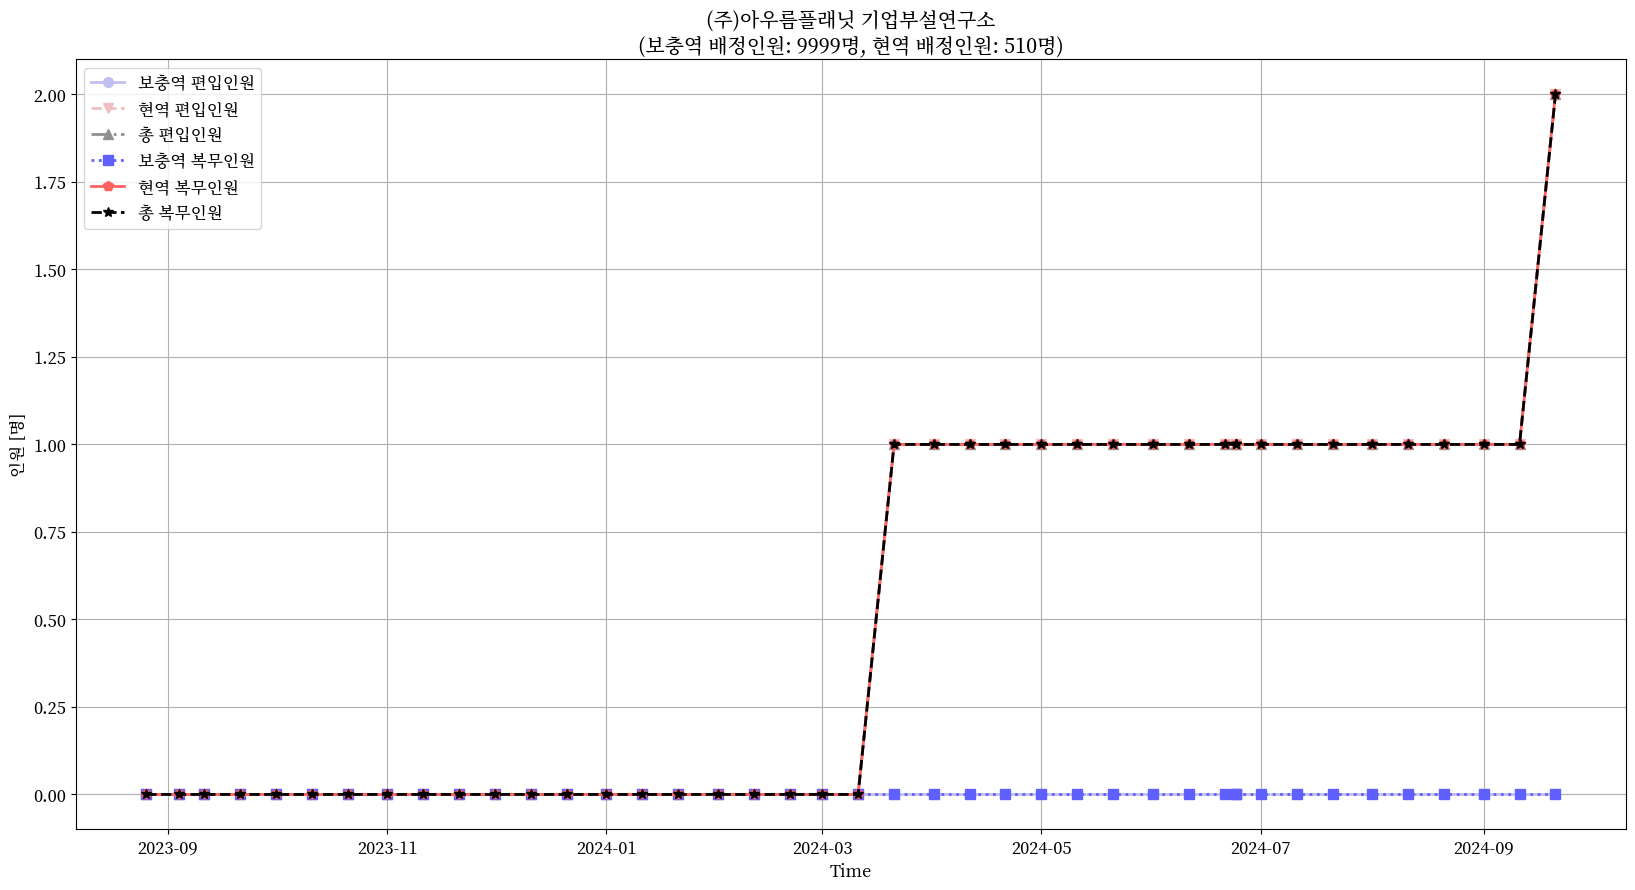 (주)아우름플래닛 기업부설연구소
(보충역 배정인원: 9999명, 현역 배정인원: 510명)
보충역 편입인원
현역 편입인원
총 편입인원
보충역 복무인원
현역 복무인원
총 복무인원
2.00
1.75
1.50
1.25
1.00
0.75
0.50
0.25
0.00
인원 [명]
2023-09
2023-11
2024-01
2024-03
2024-05
2024-07
2024-09
Time